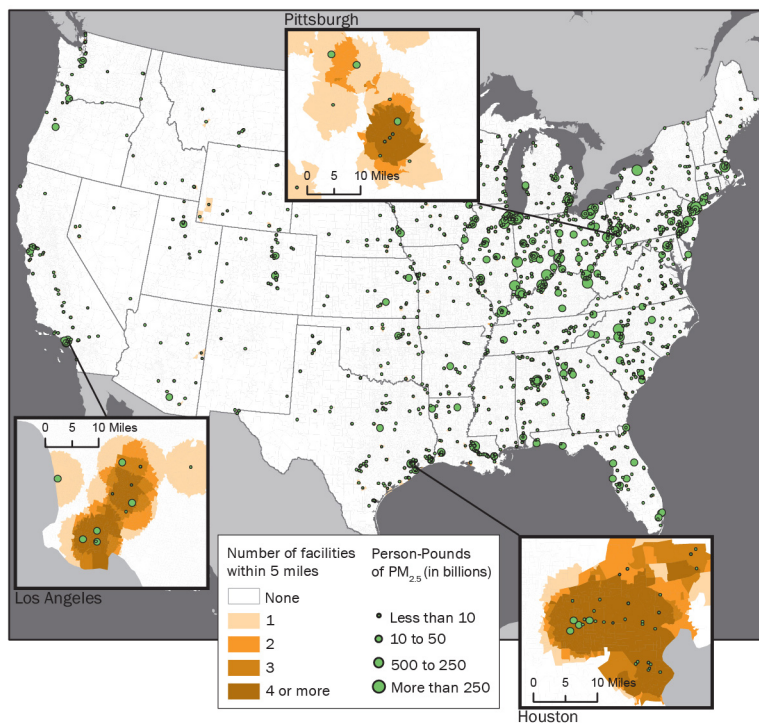 Pittsburgh
0 5 10 Miles
0 5 10 Miles
Los Angeles
Number of facilities
within 5 miles
None
1
2
3
4 or more
Person-Pounds
of PM2.5 (in billions)
Less than 10
10 to 50
500 to 250
More than 250
0 5 10 Miles
Houston